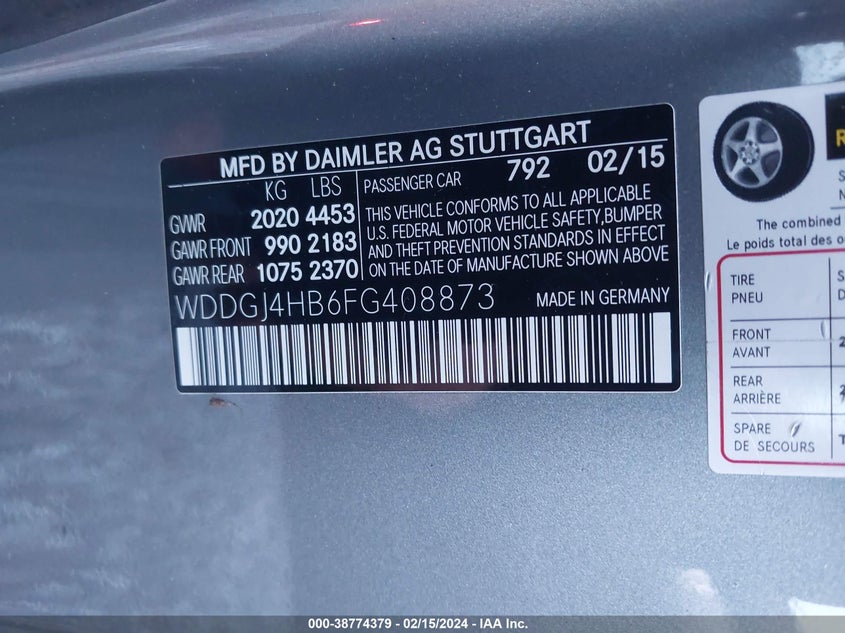 MFD BY DAIMLER AG STUTTGART
KG LBS
GVWR 2020 4453
GAWR FRONT 990 2183
GAWR REAR 1075 2370
PASSENGER CAR 792 02/15
THIS VEHICLE CONFORMS TO ALL APPLICABLE
U.S. FEDERAL MOTOR VEHICLE SAFETY,BUMPER
AND THEFT PREVENTION STANDARDS IN EFFECT
ON THE DATE OF MANUFACTURE SHOWN ABOVE
WDDGJ4HB6FG408873 MADE IN GERMANY
The combined
Le poids total des
TIRE
PNEU
FRONT
AVANT
REAR
ARRIÈRE
SPARE
DE SECOURS
000-38774379 - 02/15/2024 - IAA Inc.